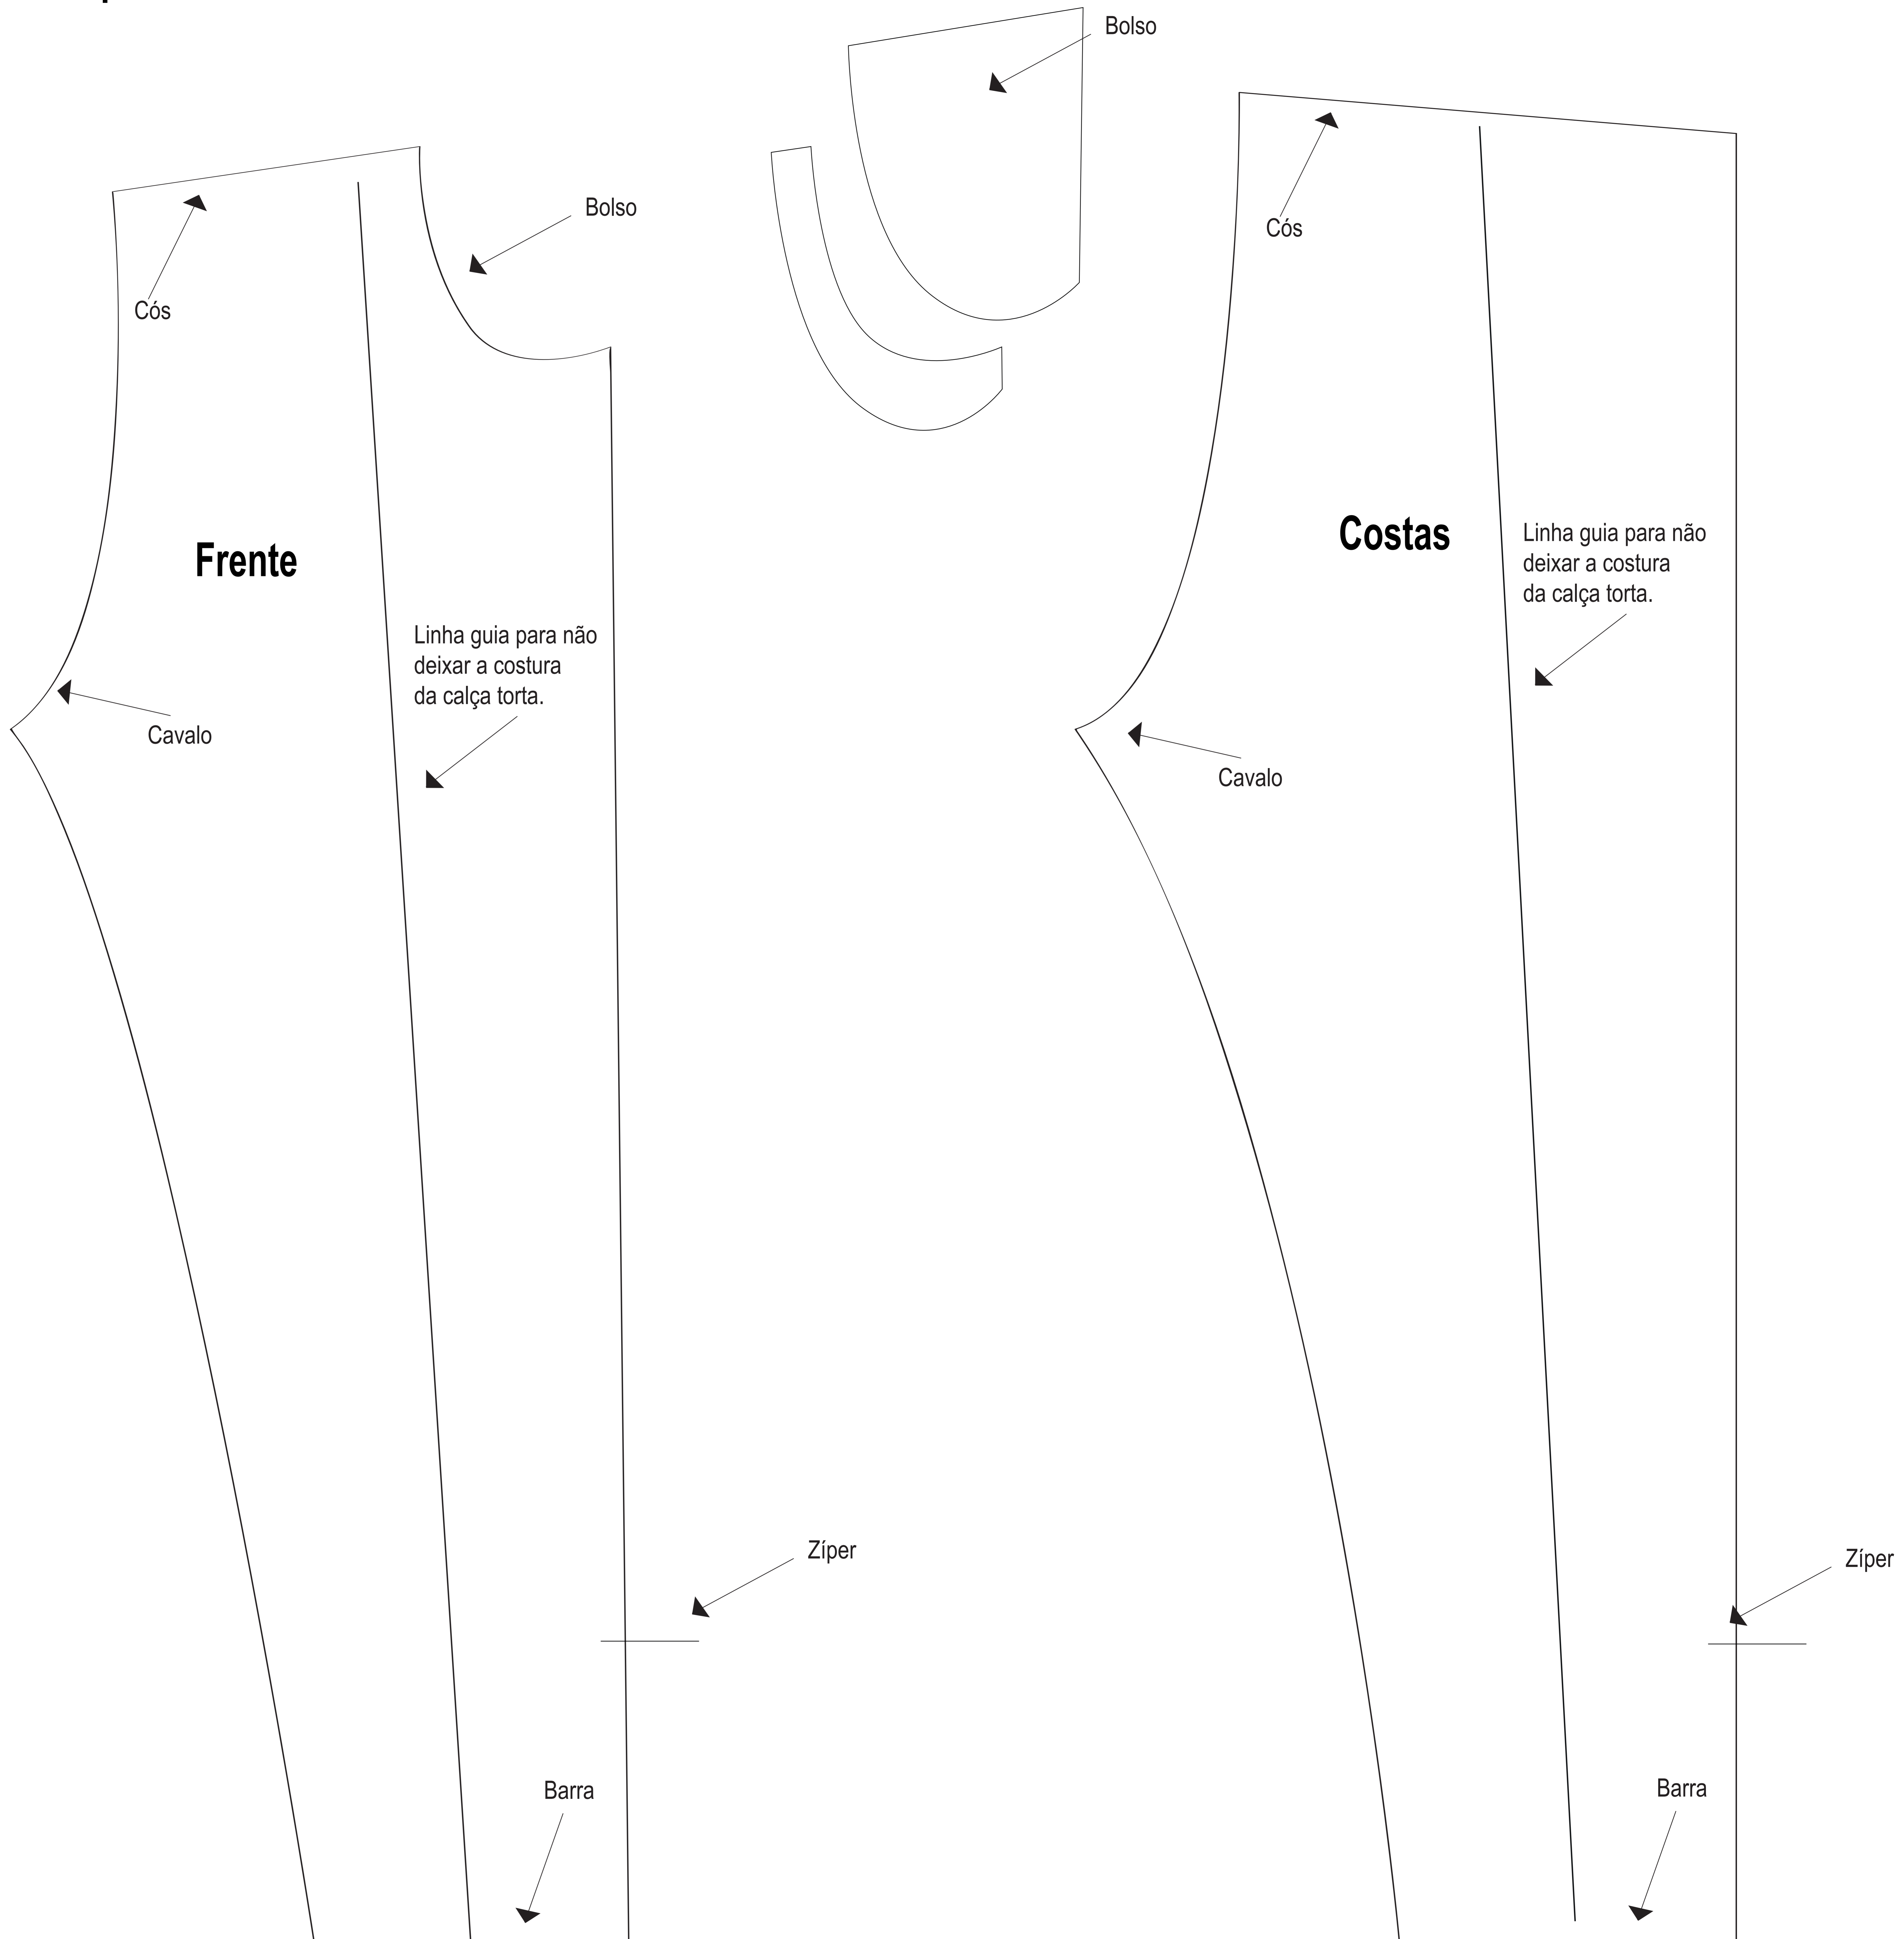 Bolso
Bolso
Cós
Cós
Frente
Costas
Linha guia para não
deixar a costura
da calça torta.
Linha guia para não
deixar a costura
da calça torta.
Cavalo
Cavalo
Zíper
Zíper
Barra
Barra